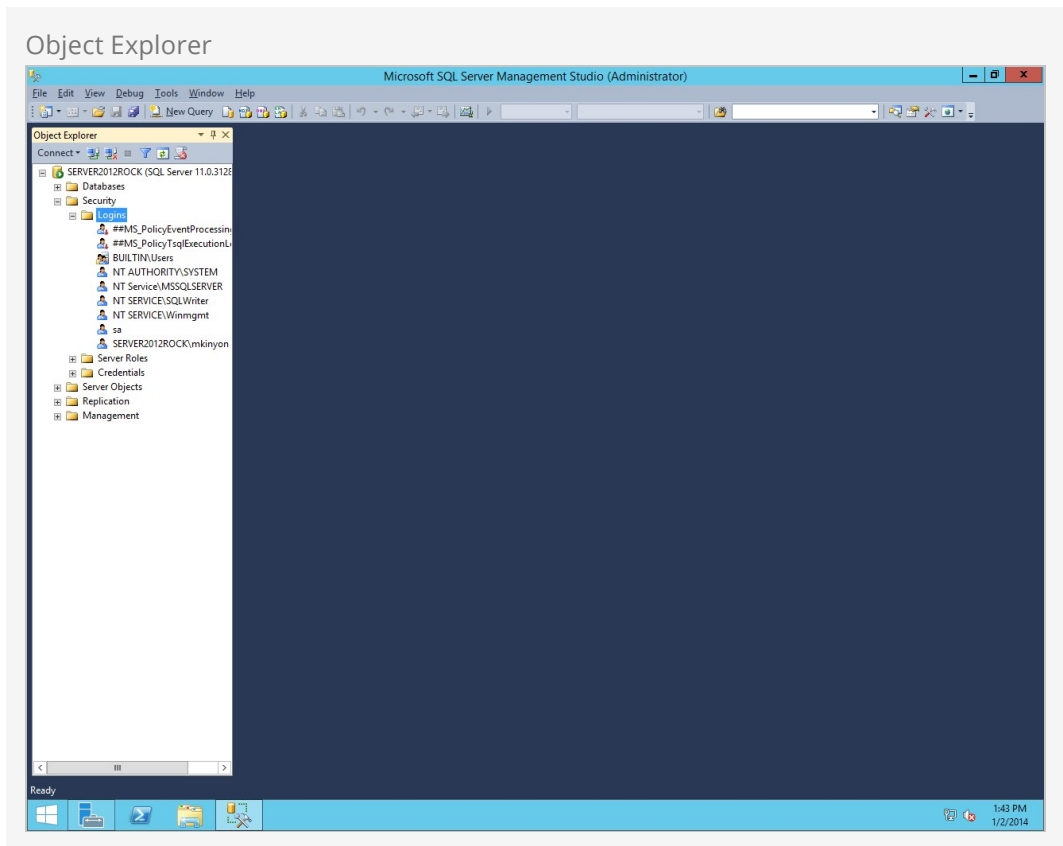 Object Explorer
Microsoft SQL Server Management Studio (Administrator)
File Edit View Debug Tools Window Help
New Query
Object Explorer
Connect
SERVER2012ROCK (SQL Server 11.0.3128
Databases
Security
Logins
##MS_PolicyEventProcessin
##MS_PolicyTsqlExecutionL
BUILTIN\Users
NT AUTHORITY\SYSTEM
NT Service\MSSQLSERVER
NT SERVICE\SQLWriter
NT SERVICE\Winmgmt
sa
SERVER2012ROCK\mkinyon
Server Roles
Credentials
Server Objects
Replication
Management
Ready
1:43 PM
1/2/2014